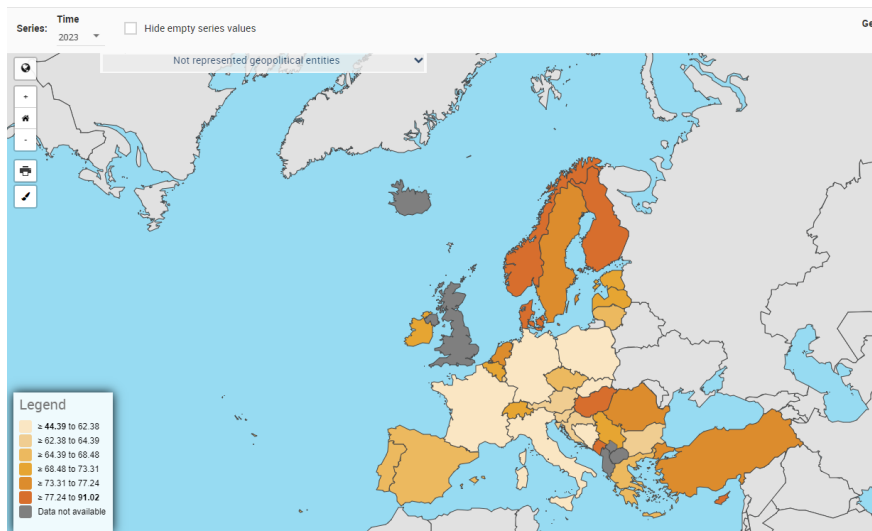 Series:
Time
2023
Hide empty series values
Ge
Not represented geopolitical entities
+
-
Legend
≥ 44.39 to 62.38
≥ 62.38 to 64.39
≥ 64.39 to 68.48
≥ 68.48 to 73.31
≥ 73.31 to 77.24
≥ 77.24 to 91.02
Data not available